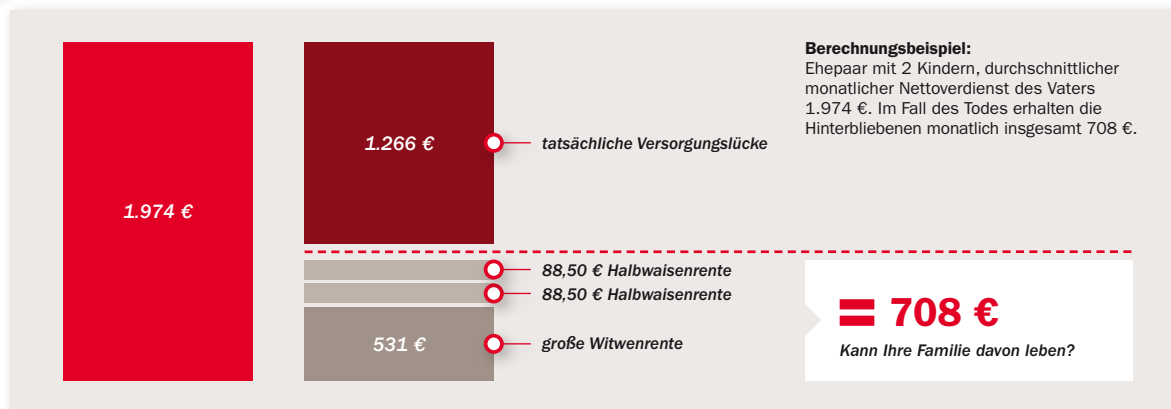 1.974 €
1.266 €
tatsächliche Versorgungslücke
88,50 € Halbwaisenrente
88,50 € Halbwaisenrente
531 €
große Witwenrente
Berechnungsbeispiel:
Ehepaar mit 2 Kindern, durchschnittlicher
monatlicher Nettoverdienst des Vaters
1.974 €. Im Fall des Todes erhalten die
Hinterbliebenen monatlich insgesamt 708 €.
= 708 €
Kann Ihre Familie davon leben?